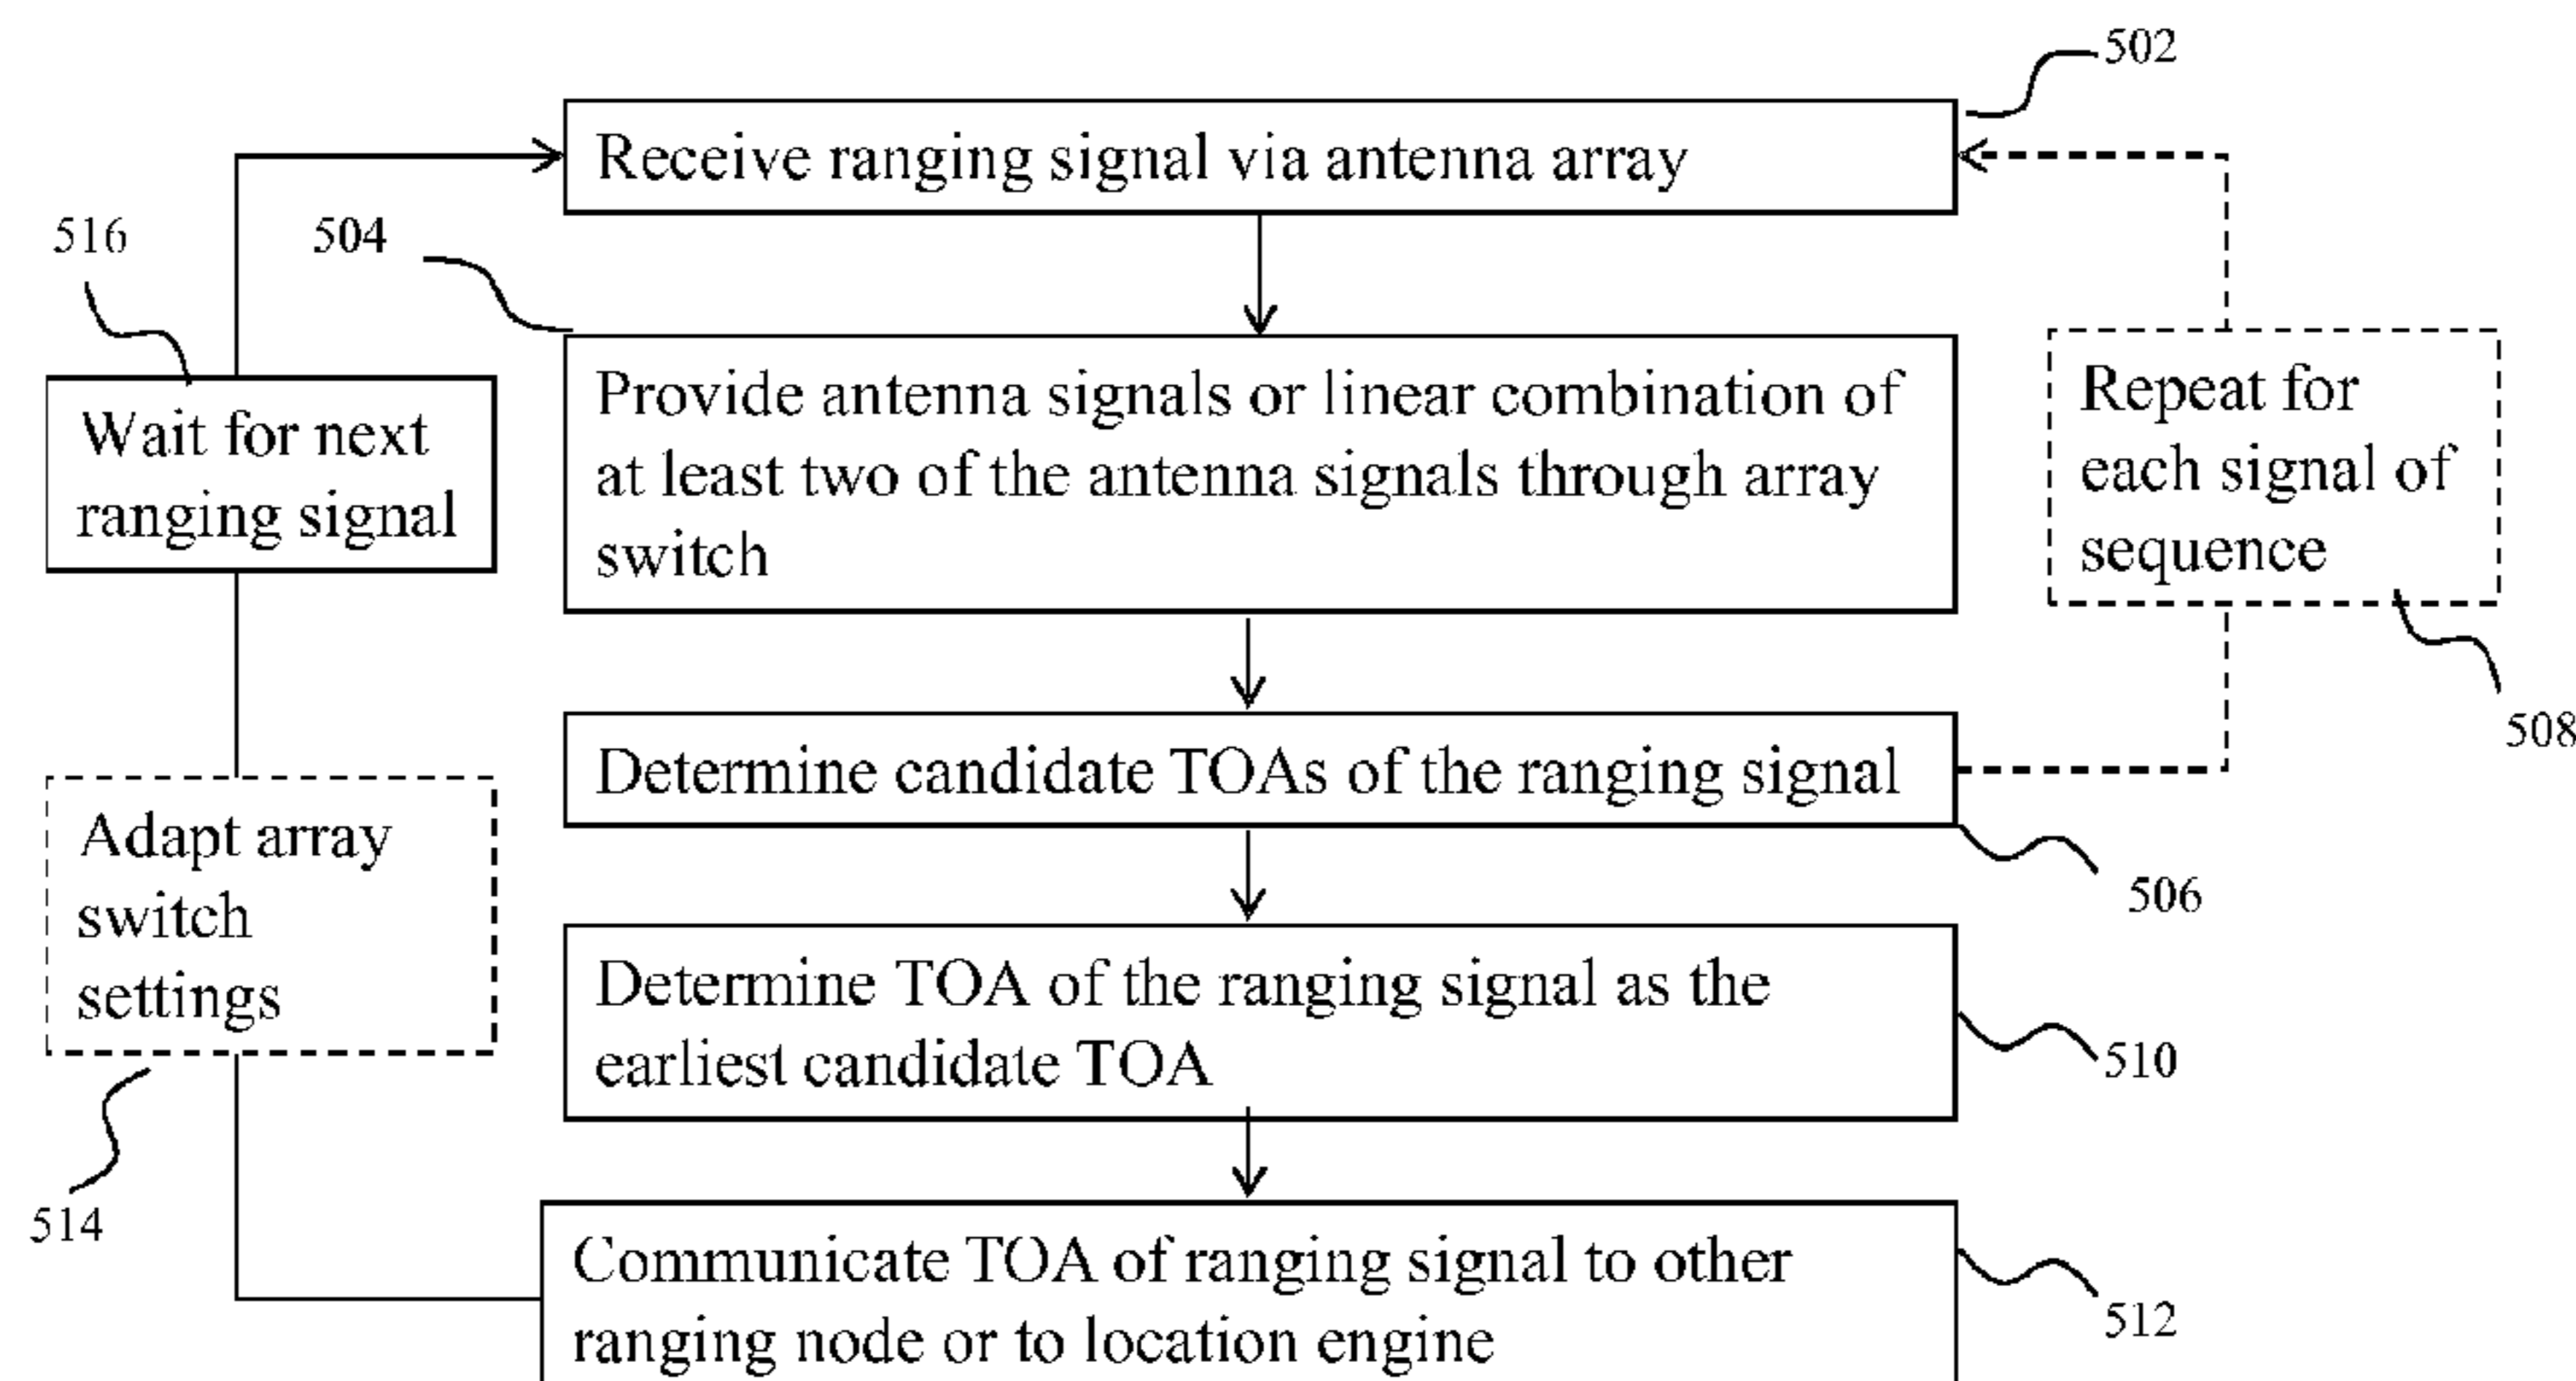 502
Receive ranging signal via antenna array
516
504
Provide antenna signals or linear combination of
at least two of the antenna signals through array
switch
Wait for next
ranging signal
Repeat for
each signal of
sequence
508
Determine candidate TOAs of the ranging signal
506
Adapt array
switch
settings
514
Determine TOA of the ranging signal as the
earliest candidate TOA
510
Communicate TOA of ranging signal to other
ranging node or to location engine
512